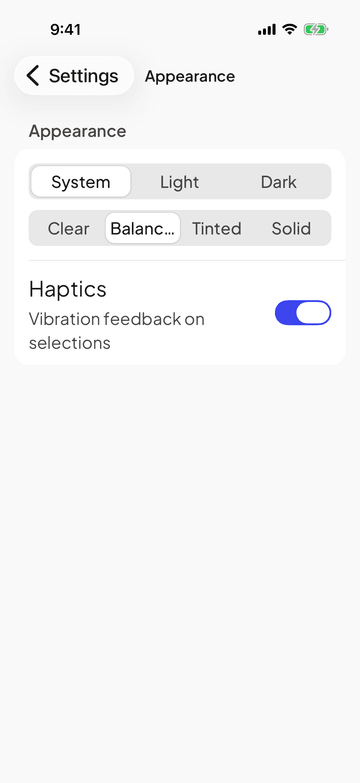 9:41
Settings
Appearance
Appearance
System Light Dark
Clear Balanc... Tinted Solid
Haptics
Vibration feedback on
selections